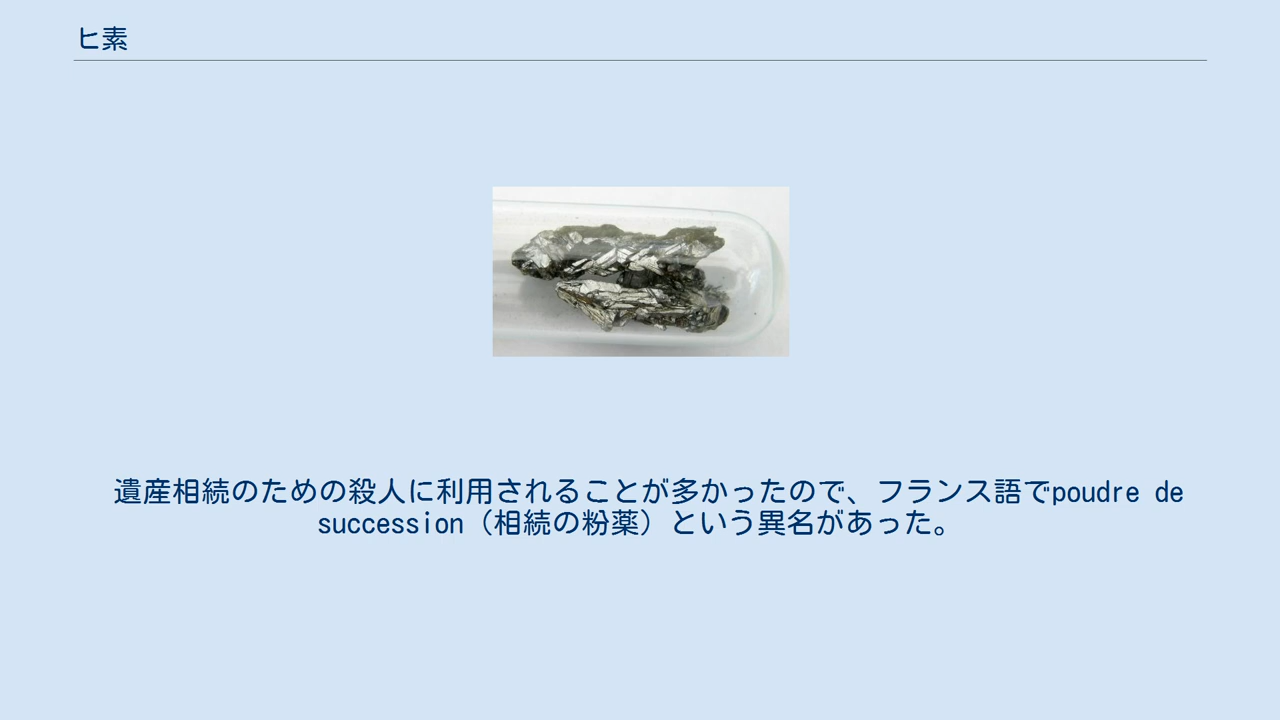 ヒ素
遺産相続のための殺人に利用されることが多かったので、フランス語でpoudre de
succession（相続の粉薬）という異名があった。